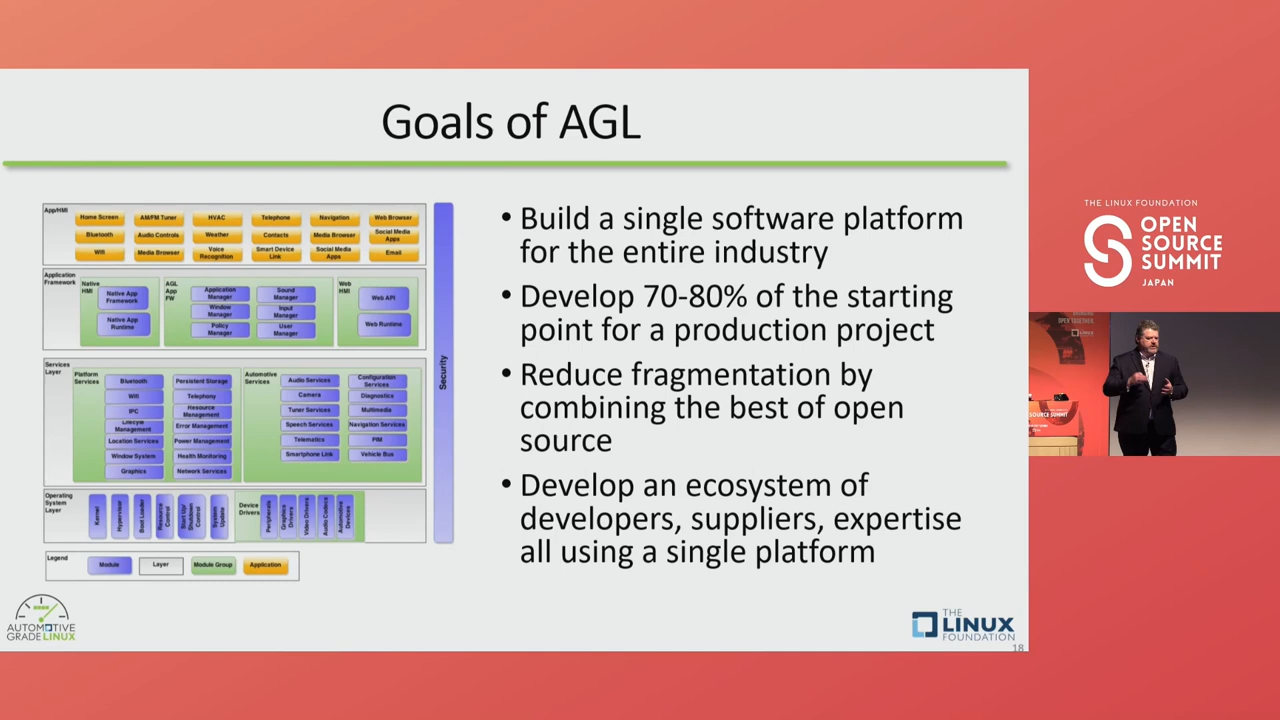 Goals of AGL
App/HMI
Home Screen
AM/FM Tuner
HVAC
Telephone
Navigation
Web Browser
Bluetooth
Audio Controls
Weather
Contacts
Media Browser
Social Media
Apps
Wifi
Media Browser
Voice
Recognition
Smart Device
Link
Social Media
Apps
Email
Application
Framework
Native
HMI
Native App
Framework
Native App
Runtime
AGL
App
FW
Application
Manager
Sound
Manager
Window
Manager
Input
Manager
Policy
Manager
User
Manager
Web
HMI
Web API
Web Runtime
Services
Layer
Platform
Services
Bluetooth
Persistent Storage
Wifi
Telephony
IPC
Resource
Management
Lifecycle
Management
Error Management
Location Services
Power Management
Window System
Health Monitoring
Graphics
Network Services
Automotive
Services
Audio Services
Configuration
Services
Camera
Diagnostics
Tuner Services
Multimedia
Speech Services
Navigation Services
Telematics
PIM
Smartphone Link
Vehicle Bus
Operating
System
Layer
Kernel
Hypervisor
Boot Loader
Resource
Control
Start Up/
Shutdown
Control
System
Update
Device
Drivers
Peripherals
Graphics
Drivers
Video Drivers
Audio Codecs
Automotive
Devices
Security
Legend
Module
Layer
Module Group
Application
• Build a single software platform
for the entire industry
• Develop 70-80% of the starting
point for a production project
• Reduce fragmentation by
combining the best of open
source
• Develop an ecosystem of
developers, suppliers, expertise
all using a single platform
AUTOMOTIVE
GRADE LINUX
THE
LINUX
FOUNDATION
18
THE LINUX FOUNDATION
OPEN
SOURCE
SUMMIT
JAPAN
OPEN TOGETHER
LINUX
SOURCE SUMMIT